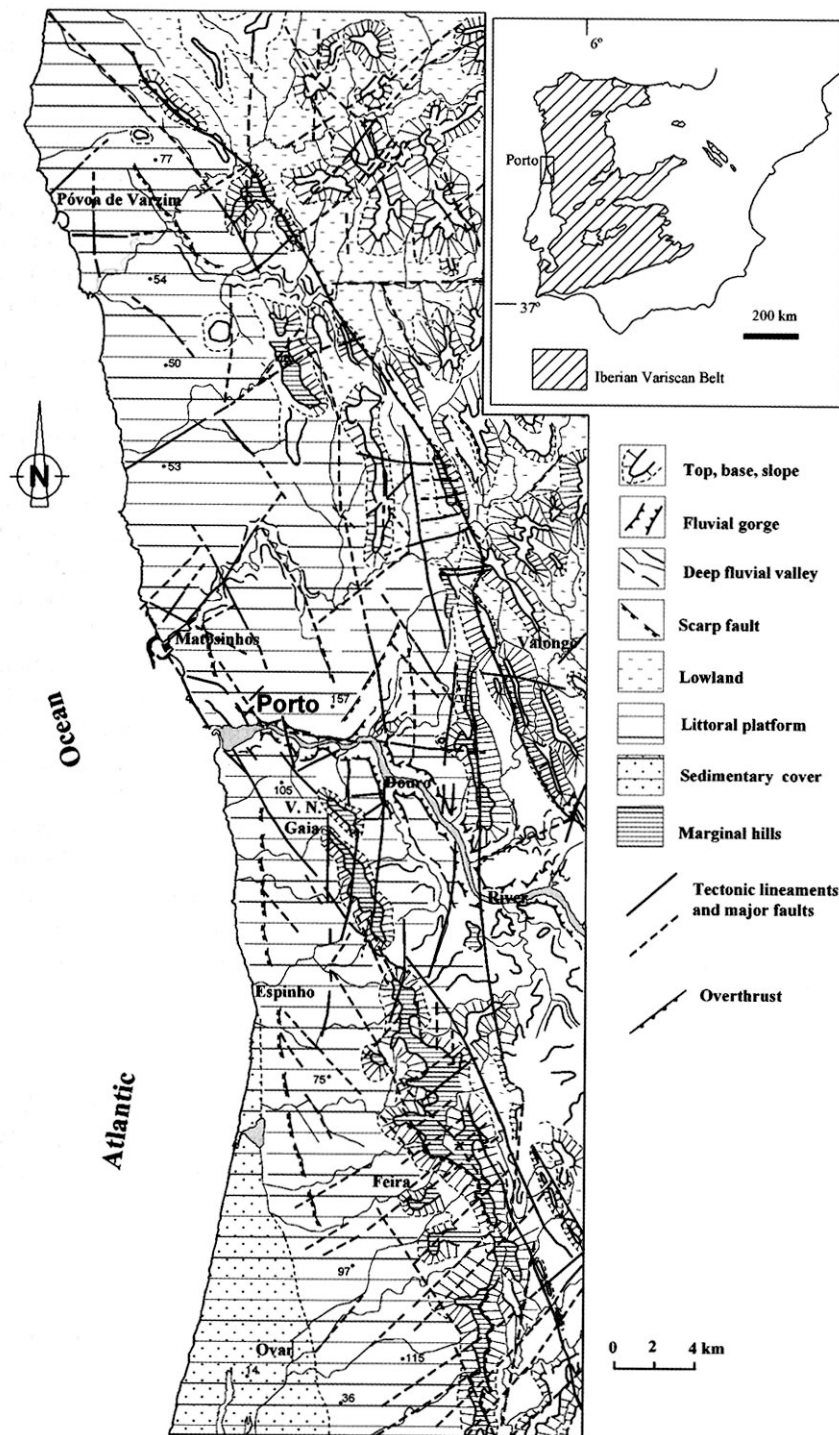 6º
Porto
37º
200 km
Iberian Variscan Belt
77
Póvoa de Varzim
54
50
53
N
Matosinhos
Valongo
Ocean
Porto
157
4
Douro
105
V. N.
Gaia
River
Espinho
75
Atlantic
Feira
97
Ovar
14
115
36
Top, base, slope
Fluvial gorge
Deep fluvial valley
Scarp fault
Lowland
Littoral platform
Sedimentary cover
Marginal hills
Tectonic lineaments
and major faults
Overthrust
0 2 4 km